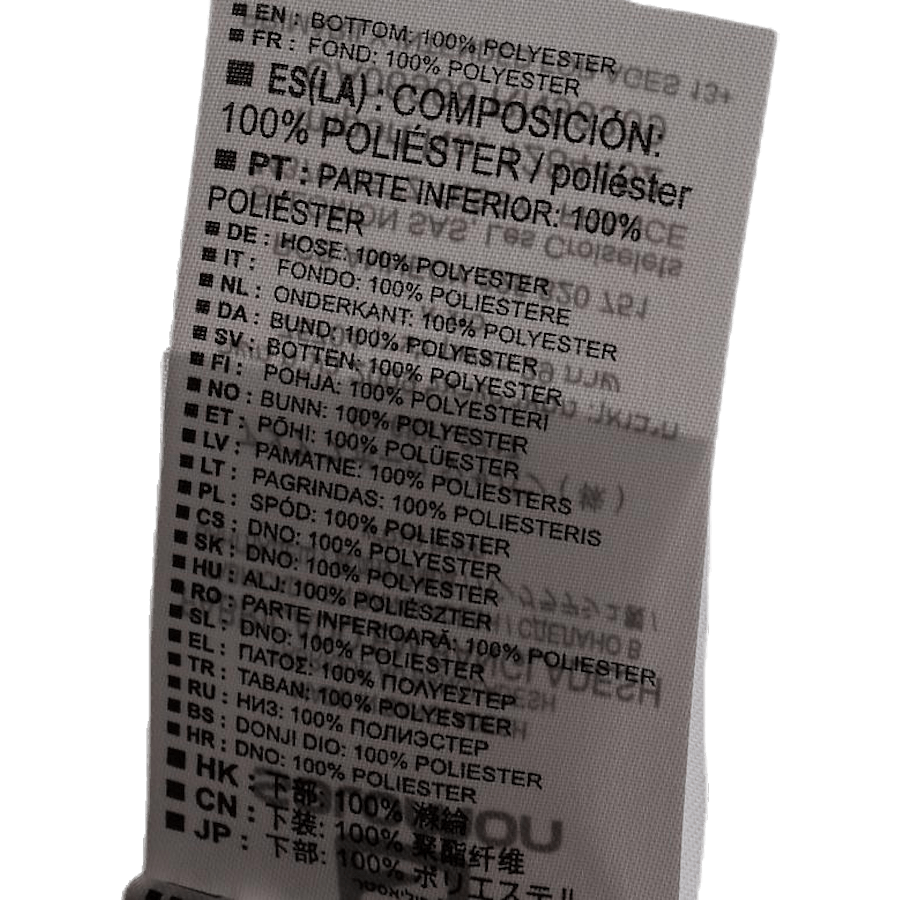 EN: BOTTOM: 100% POLYESTER
FR: FOND: 100% POLYESTER
ES(LA): COMPOSICIÓN:
100% POLIÉSTER / poliéster
PT: PARTE INFERIOR: 100%
POLIÉSTER
DE: HOSE: 100% POLYESTER
IT: FONDO: 100% POLIESTERE
NL: ONDERKANT: 100% POLYESTER
DA: BUND: 100% POLYESTER
SV: BOTTEN: 100% POLYESTER
FI: POHJA: 100% POLYESTERI
NO: BUNN: 100% POLYESTER
ET: PÕHI: 100% POLÜESTER
LV: PAMATNE: 100% POLIESTERS
LT: PAGRINDAS: 100% POLIESTERIS
PL: SPÓD: 100% POLIESTER
CS: DNO: 100% POLYESTER
SK: DNO: 100% POLYESTER
HU: ALJ: 100% POLIÉSZTER
RO: PARTE INFERIOARĂ: 100% POLIESTER
SL: DNO: 100% POLIESTER
EL: ΠΑΤΟΣ: 100% ΠΟΛΥΕΣΤΕΡ
TR: TABAN: 100% POLYESTER
RU: НИЗ: 100% ПОЛИЭСТЕР
BS: DONJI DIO: 100% POLIESTER
HR: DNO: 100% POLIESTER
HK: 下部: 100% 滌綸
CN: 下装: 100% 聚酯纤维
JP: 下部: 100% ポリエステル